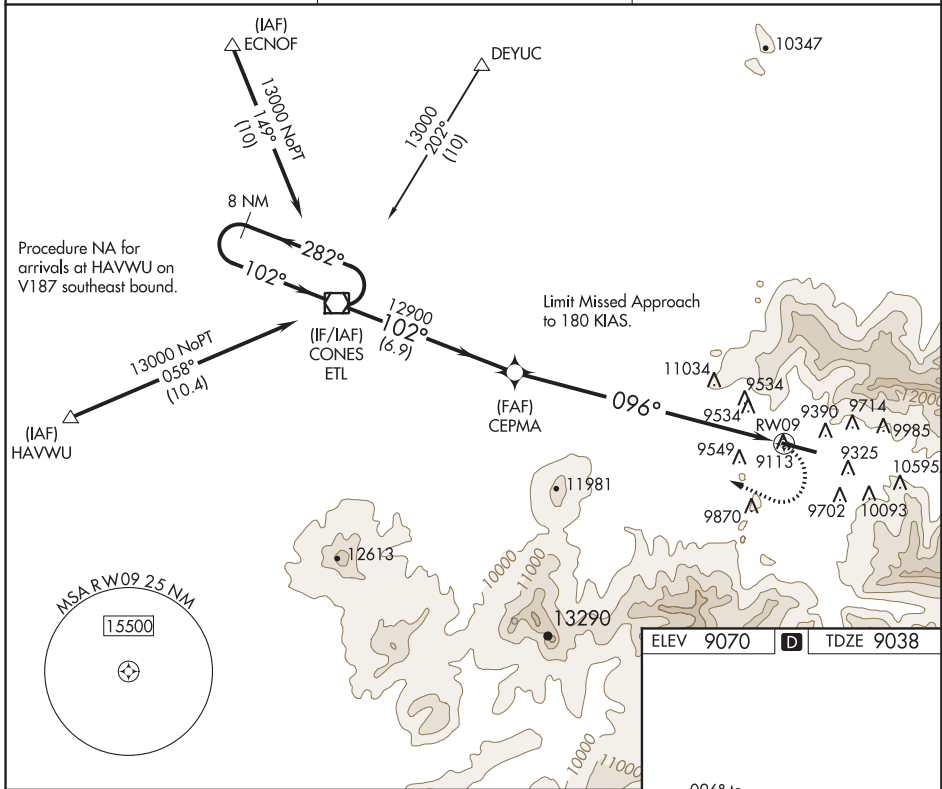 (IAF)
ECNOF
DEYUC
10347
13000 NoPT
149°
(10)
13000
202°
(10)
8 NM
282°
102°
Procedure NA for
arrivals at HAVWU on
V187 southeast bound.
12900
102°
(6.9)
(IF/IAF)
CONES
ETL
Limit Missed Approach
to 180 KIAS.
13000 NoPT
058°
(10.4)
(IAF)
HAVWU
(FAF)
CEPMA
096°
11034
9534
9534
12000
RW09
9390
9714
9985
9549
9113
9325
10595
9870
9702
10093
11981
12613
10000
11000
13290
MSA RW09 25 NM
15500
ELEV 9070
D
TDZE 9038
10000
11000